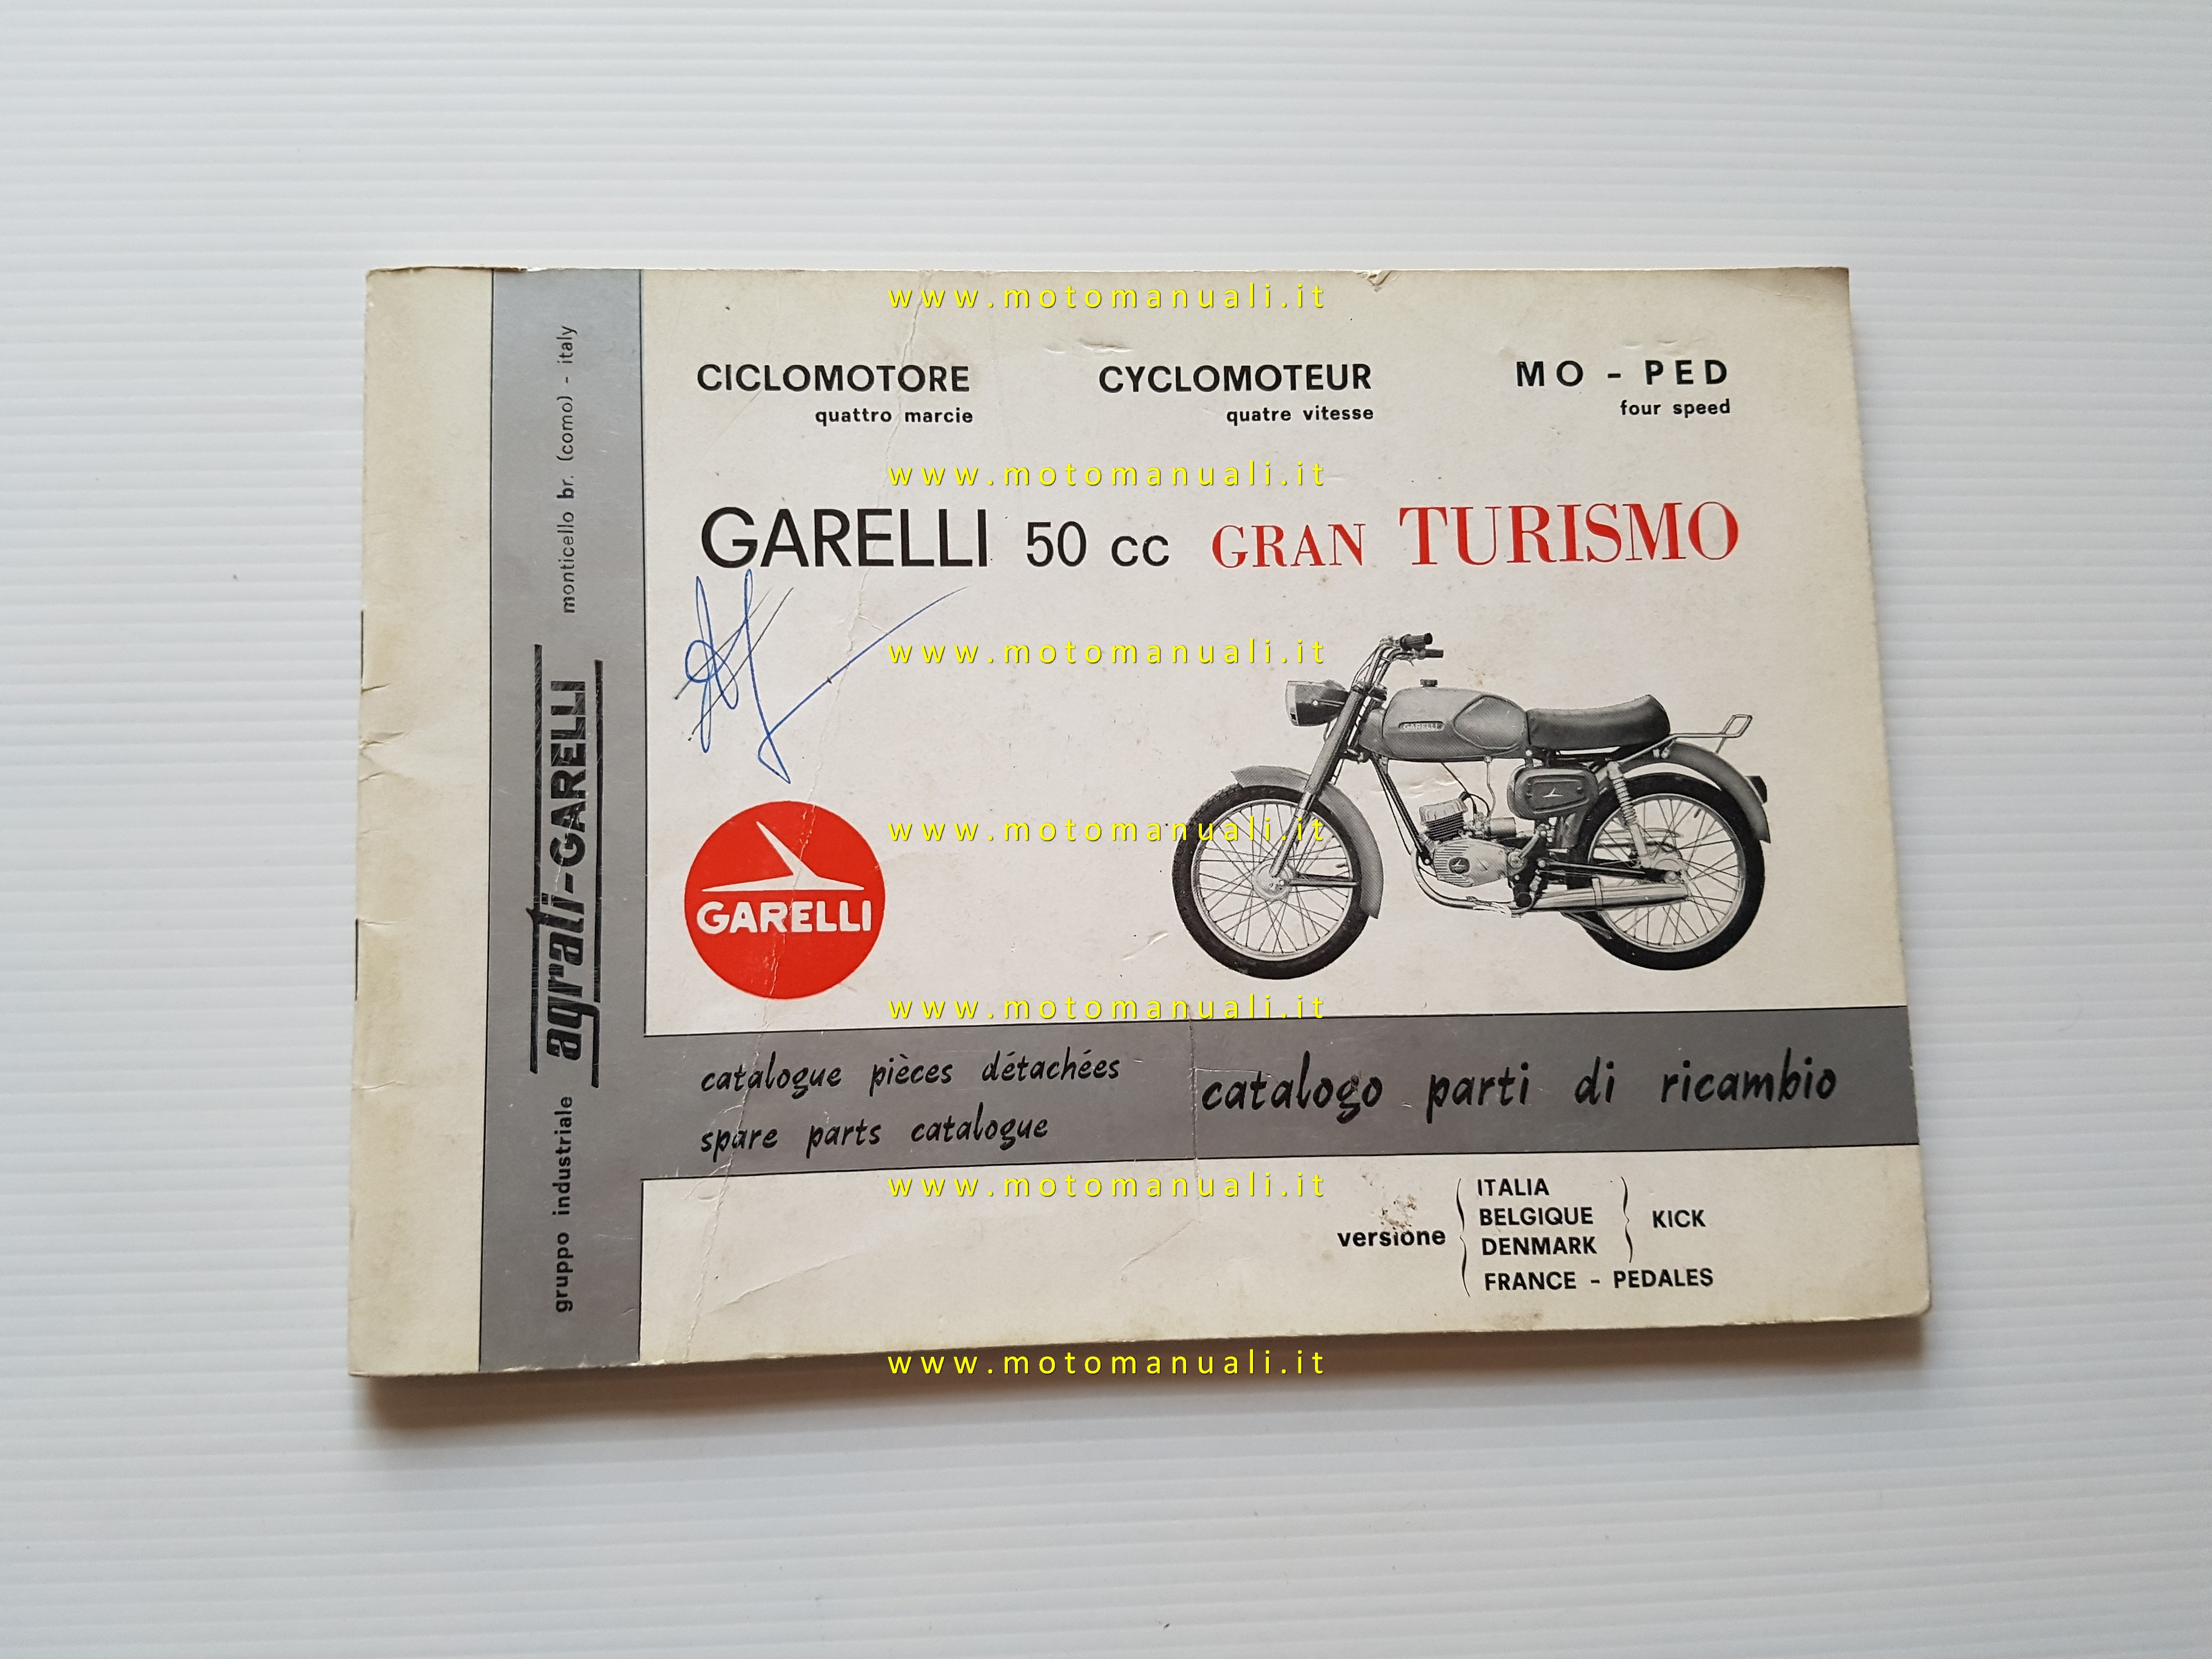 www.motomanuali.it
CICLOMOTORE
quattro marcie
CYCLOMOTEUR
quatre vitesse
MO - PED
four speed
www.motomanuali.it
GARELLI 50 cc GRAN TURISMO
www.motomanuali.it
GARELLI
www.motomanuali.it
GARELLI
www.motomanuali.it
catalogue pièces détachées
spare parts catalogue
catalogo parti di ricambio
www.motomanuali.it
versione
ITALIA
BELGIQUE
DENMARK
KICK
FRANCE - PEDALES
www.motomanuali.it
gruppo industriale agrati-GARELLI monticello br. (como) - italy